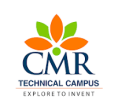 CMR
TECHNICAL CAMPUS
EXPLORE TO INVENT